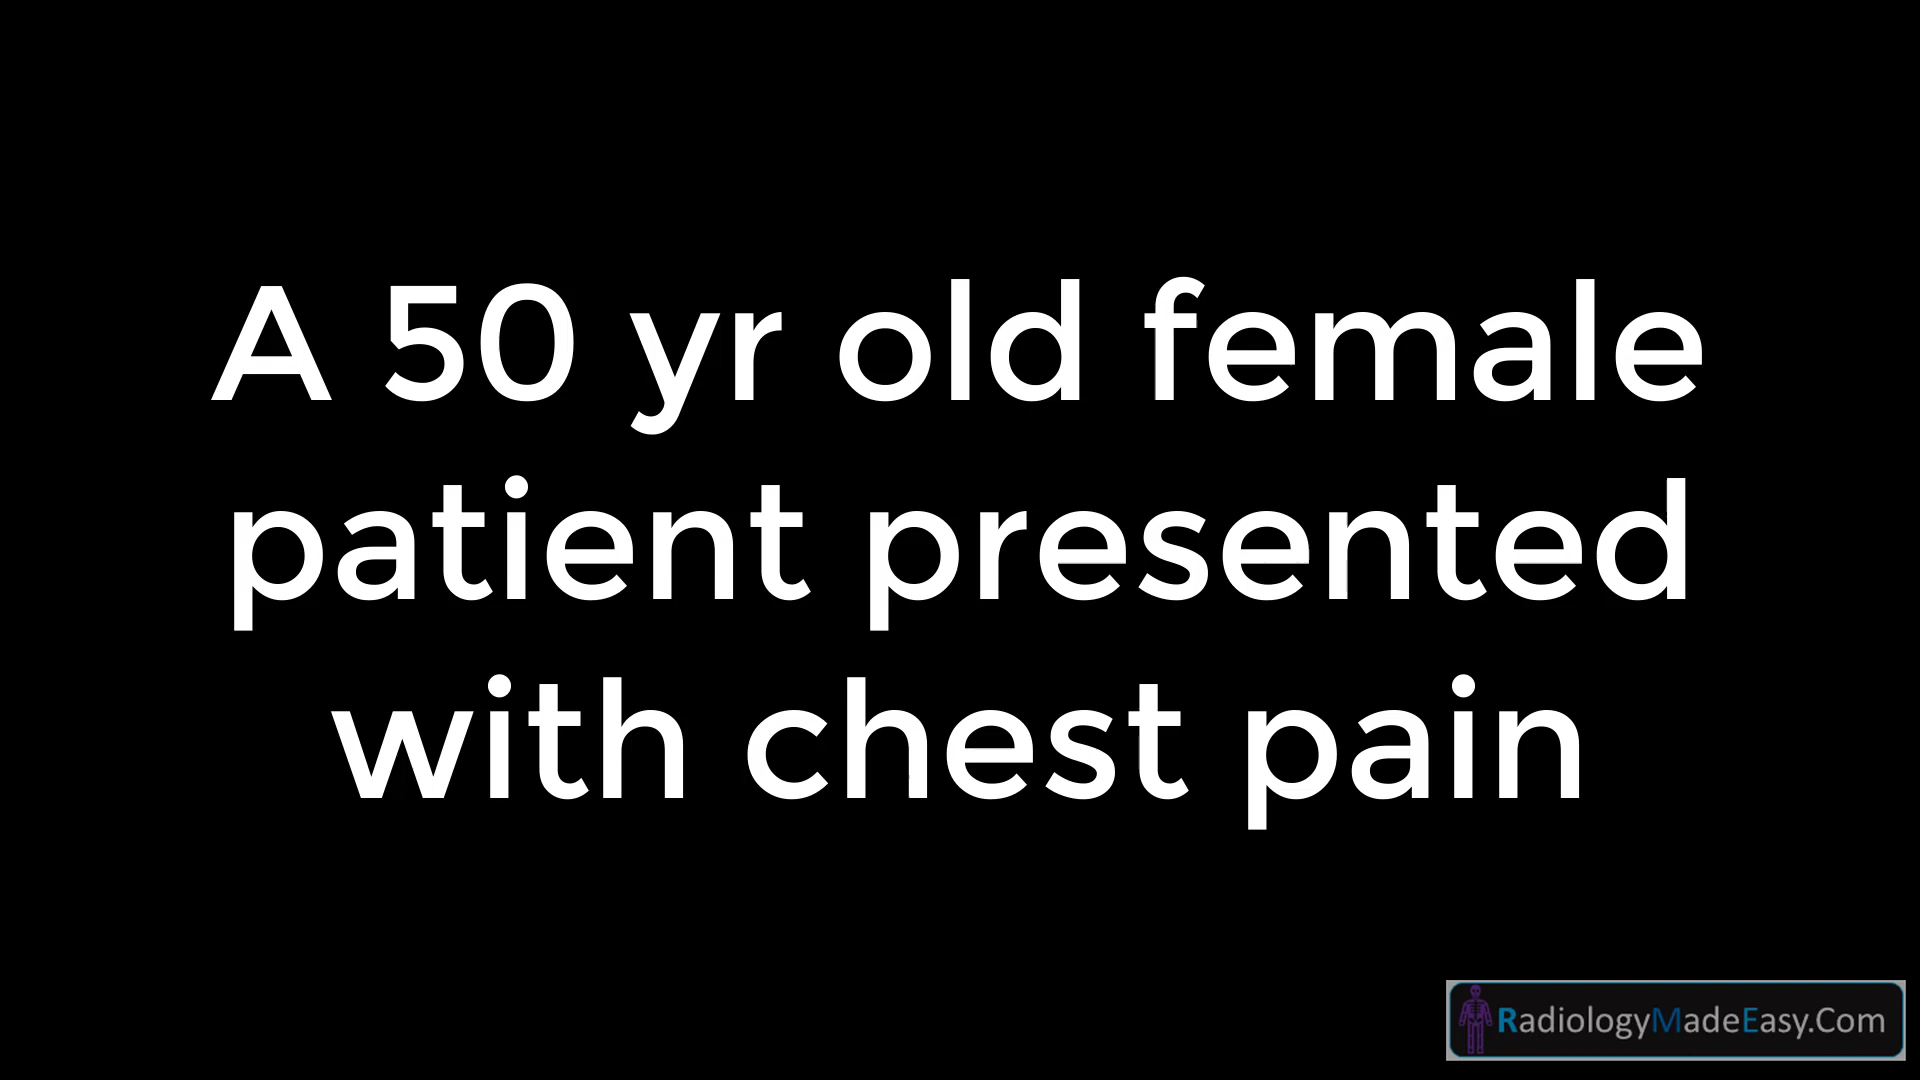 A 50 yr old female
patient presented
with chest pain
RadiologyMadeEasy.Com